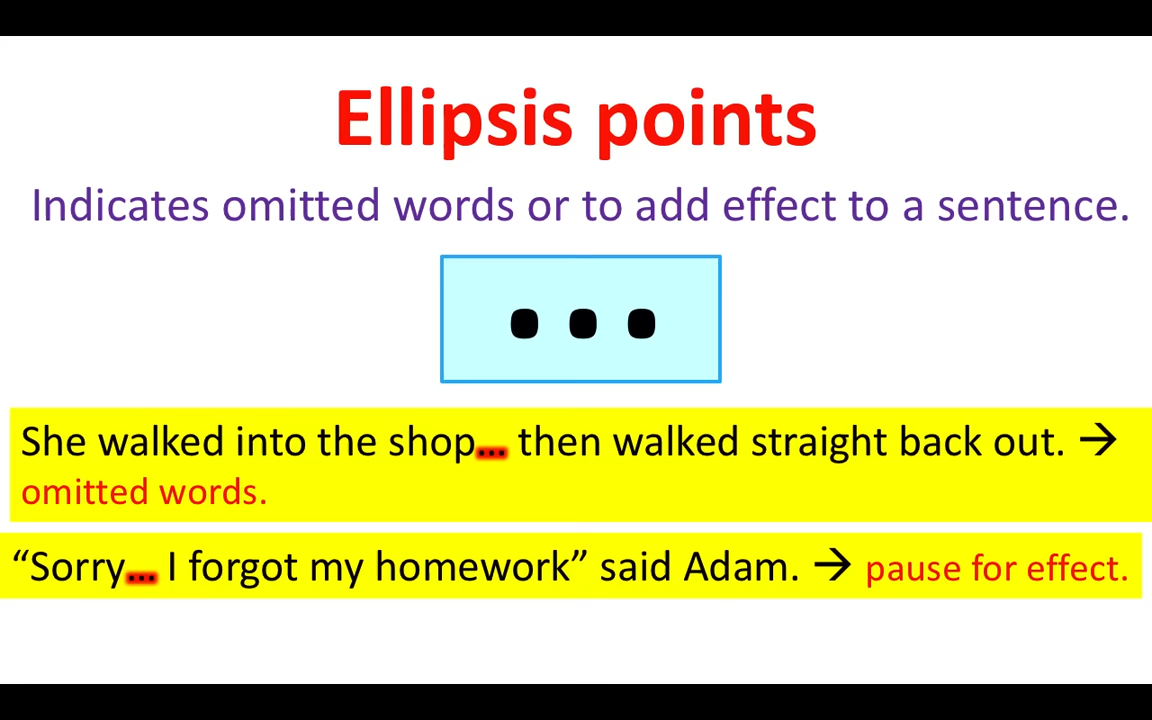 Ellipsis points
Indicates omitted words or to add effect to a sentence.
...
She walked into the shop... then walked straight back out. →
omitted words.
“Sorry... I forgot my homework” said Adam. → pause for effect.